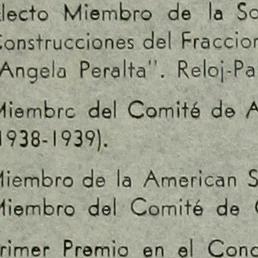 lecto Miembro de la So
Construcciones del Fraccion
"Angela Peralta". Reloj-Pa
Miembrc del Comité de A
1938-1939).
Miembro de la American S
Miembro del Comité de C
rimer Premio en el Conc